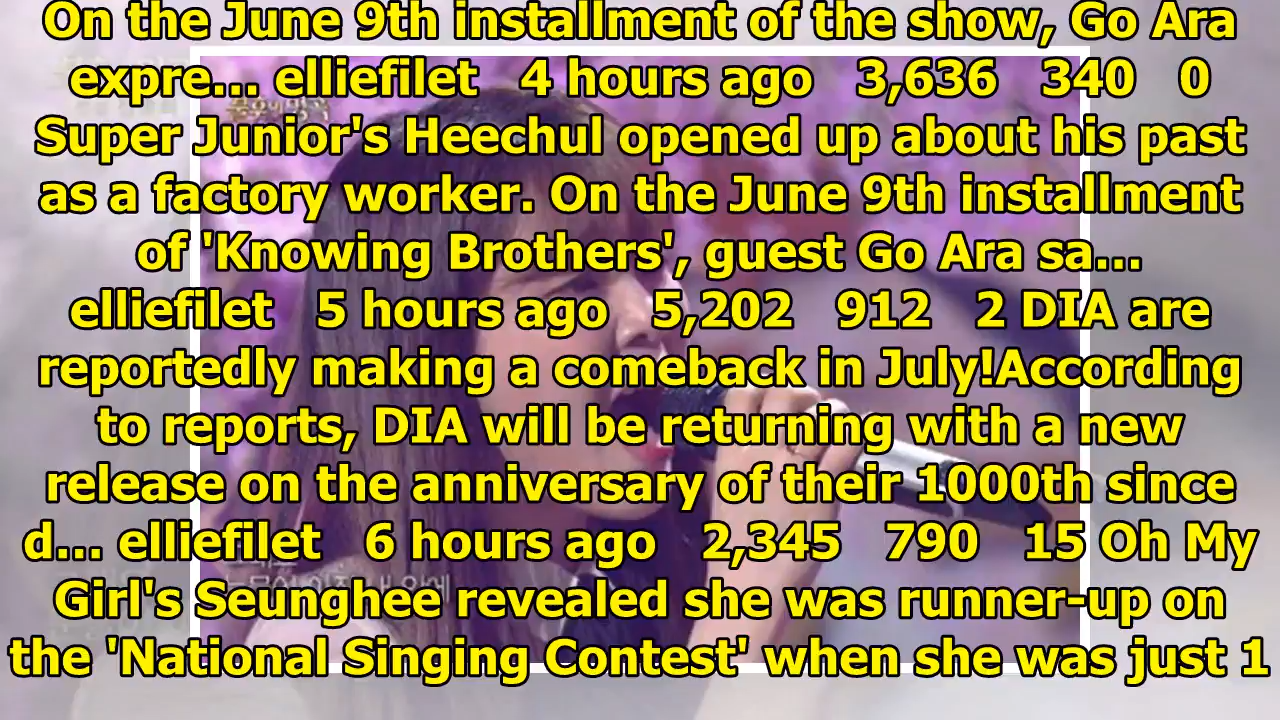 On the June 9th installment of the show, Go Ara
expre... elliefilet 4 hours ago 3,636 340 0
Super Junior's Heechul opened up about his past
as a factory worker. On the June 9th installment
of 'Knowing Brothers', guest Go Ara sa...
elliefilet 5 hours ago 5,202 912 2 DIA are
reportedly making a comeback in July!According
to reports, DIA will be returning with a new
release on the anniversary of their 1000th since
d... elliefilet 6 hours ago 2,345 790 15 Oh My
Girl's Seunghee revealed she was runner-up on
the 'National Singing Contest' when she was just 1